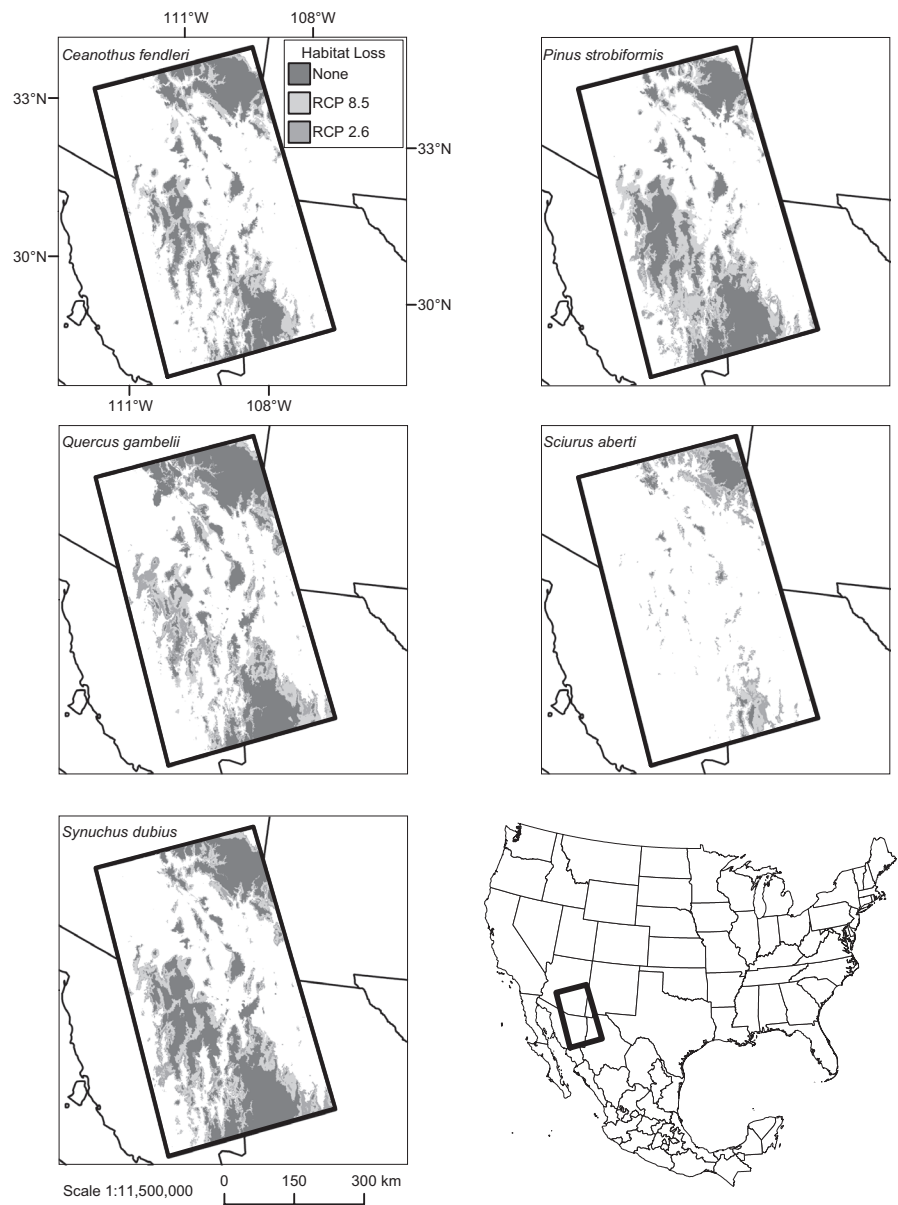 111°W
108°W
Ceanothus fendleri
Habitat Loss
None
RCP 8.5
RCP 2.6
Pinus strobiformis
33°N
33°N
30°N
30°N
111°W
108°W
Quercus gambelii
Sciurus aberti
Synuchus dubius
Scale 1:11,500,000
0
150
300 km